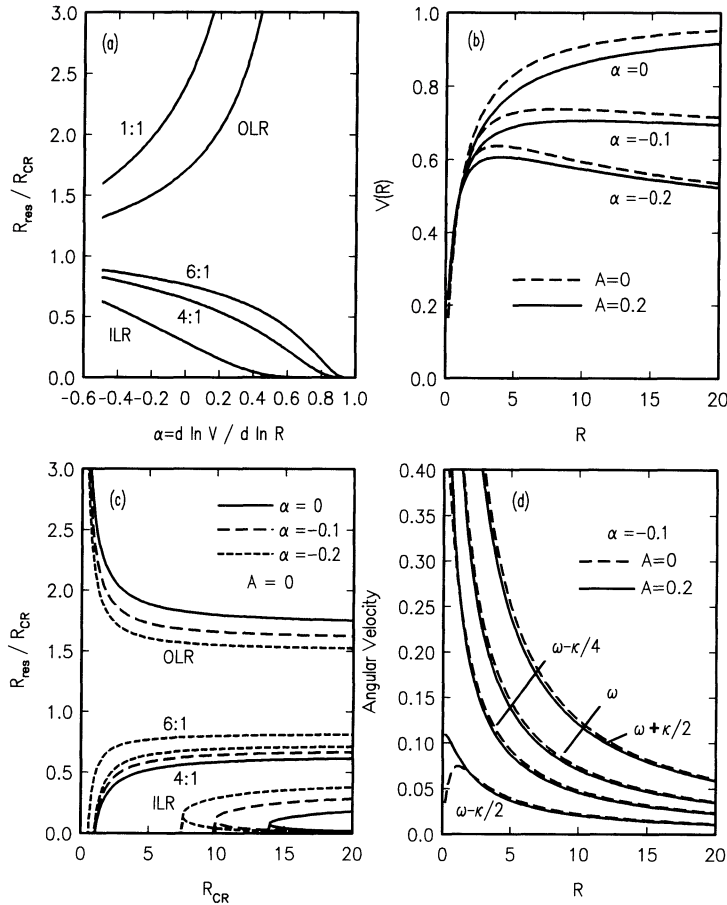 (a)
3.0
2.5
2.0
1.5
1.0
0.5
0.0
R_res / R_CR
1:1
OLR
6:1
4:1
ILR
-0.6 -0.4 -0.2 0 0.2 0.4 0.6 0.8 1.0
α=d ln V / d ln R
(b)
1.0
0.8
0.6
0.4
0.2
0.0
V(R)
α=0
α=-0.1
α=-0.2
A=0
A=0.2
0 5 10 15 20
R
(c)
3.0
2.5
2.0
1.5
1.0
0.5
0.0
R_res / R_CR
α = 0
α =-0.1
α =-0.2
A = 0
OLR
6:1
4:1
ILR
0 5 10 15 20
R_CR
(d)
0.40
0.35
0.30
0.25
0.20
0.15
0.10
0.05
0.00
Angular Velocity
α=-0.1
A=0
A=0.2
ω-κ/4
ω
ω+κ/2
ω-κ/2
0 5 10 15 20
R